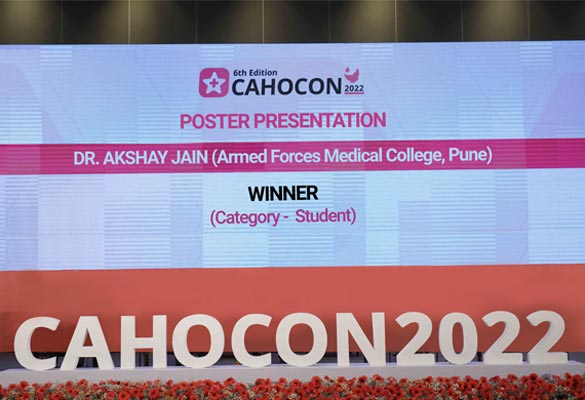 6th Edition
CAHOCON 2022
POSTER PRESENTATION
DR. AKSHAY JAIN (Armed Forces Medical College, Pune)
WINNER
(Category - Student)
CAHOCON2022